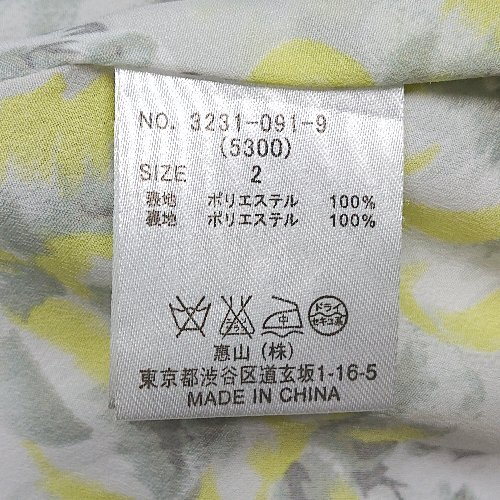 NO. 3231-091-9
(5300)
SIZE 2
表地 ポリエステル 100%
裏地 ポリエステル 100%
中
ドライ
セキユ系
惠山 (株)
東京都渋谷区道玄坂1-16-5
MADE IN CHINA